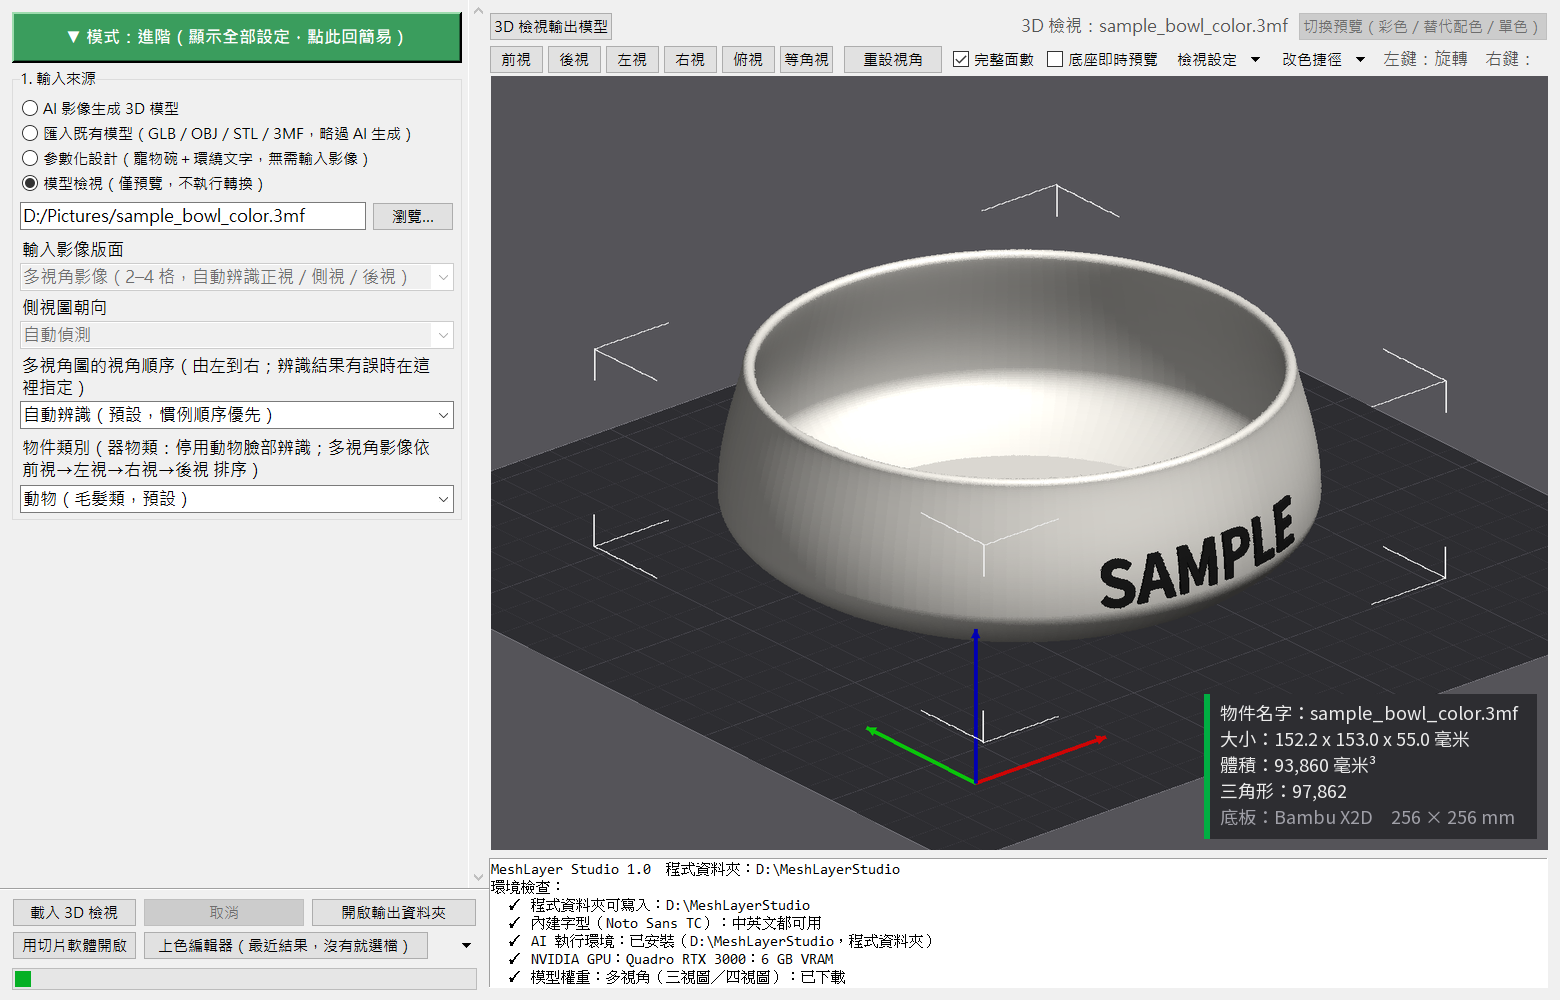 ▼ 模式：進階（顯示全部設定．點此回簡易）
1. 輸入來源
AI 影像生成 3D 模型
匯入既有模型（GLB / OBJ / STL / 3MF，略過 AI 生成）
參數化設計（寵物碗＋環繞文字，無需輸入影像）
模型檢視（僅預覽，不執行轉換）
D:/Pictures/sample_bowl_color.3mf
瀏覽...
輸入影像版面
多視角影像（2–4 格，自動辨識正視 / 側視 / 後視）
側視圖朝向
自動偵測
多視角圖的視角順序（由左到右；辨識結果有誤時在這
裡指定）
自動辨識（預設，慣例順序優先）
物件類別（器物類：停用動物臉部辨識；多視角影像依
前視→左視→右視→後視 排序）
動物（毛髮類，預設）
載入 3D 檢視
取消
開啟輸出資料夾
用切片軟體開啟
上色編輯器（最近結果，沒有就選檔）
3D 檢視輸出模型
3D 檢視：sample_bowl_color.3mf
切換預覽（彩色 / 替代配色 / 單色）
前視
後視
左視
右視
俯視
等角視
重設視角
完整面數
底座即時預覽
檢視設定
改色捷徑
左鍵：旋轉
右鍵：
SAMPLE
物件名字：sample_bowl_color.3mf
大小：152.2 x 153.0 x 55.0 毫米
體積：93,860 毫米³
三角形：97,862
底板：Bambu X2D 256 × 256 mm
MeshLayer Studio 1.0 程式資料夾：D:\MeshLayerStudio
環境檢查：
✓ 程式資料夾可寫入：D:\MeshLayerStudio
✓ 內建字型（Noto Sans TC）：中英文都可用
✓ AI 執行環境：已安裝（D:\MeshLayerStudio，程式資料夾）
✓ NVIDIA GPU：Quadro RTX 3000：6 GB VRAM
✓ 模型權重：多視角（三視圖／四視圖）：已下載